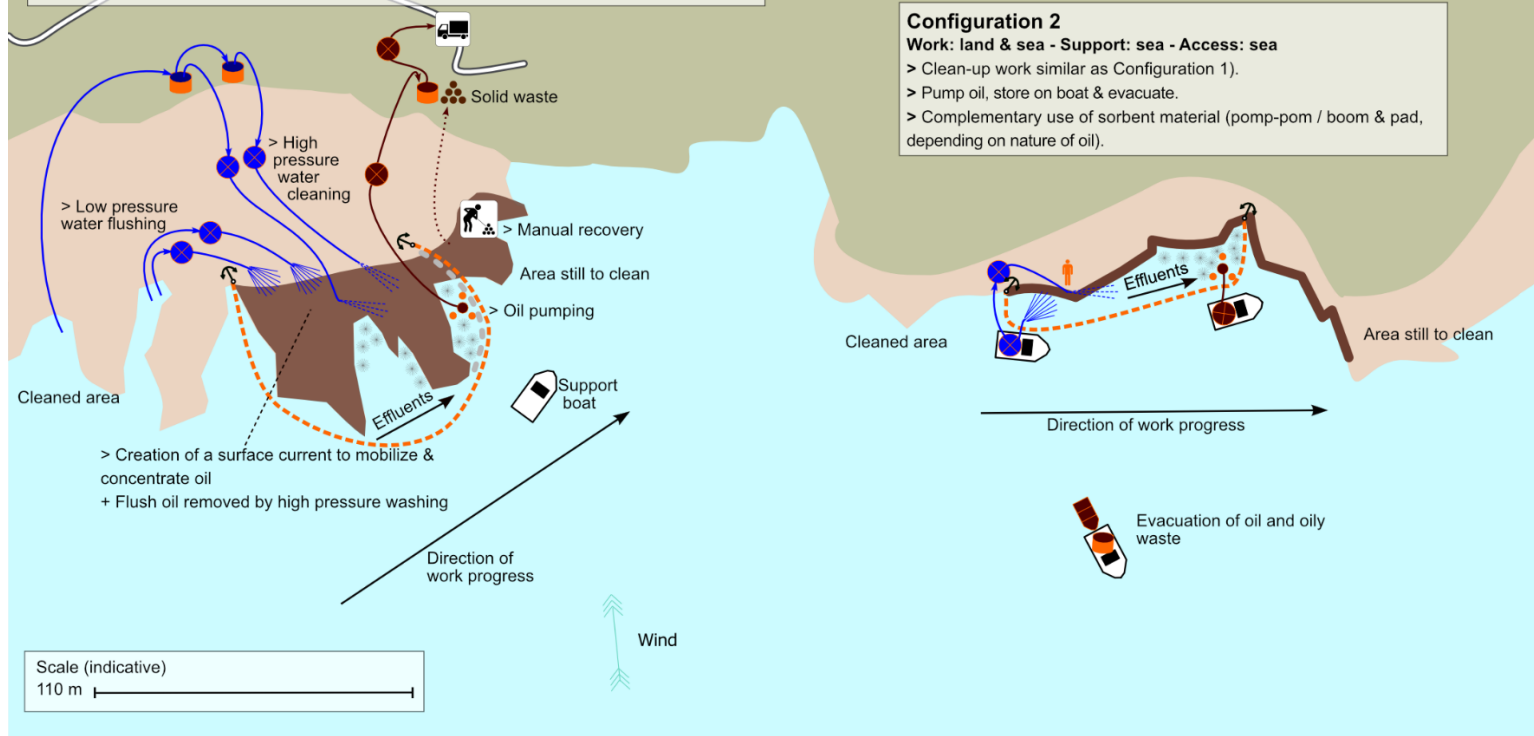 Configuration 2
Work: land & sea - Support: sea - Access: sea
> Clean-up work similar as Configuration 1).
> Pump oil, store on boat & evacuate.
> Complementary use of sorbent material (pomp-pom / boom & pad,
depending on nature of oil).
Solid waste
> High
pressure
water
cleaning
> Low pressure
water flushing
> Manual recovery
Area still to clean
> Oil pumping
Cleaned area
Effluents
Support
boat
> Creation of a surface current to mobilize &
concentrate oil
+ Flush oil removed by high pressure washing
Direction of
work progress
Effluents
Cleaned area
Area still to clean
Direction of work progress
Evacuation of oil and oily
waste
Wind
Scale (indicative)
110 m